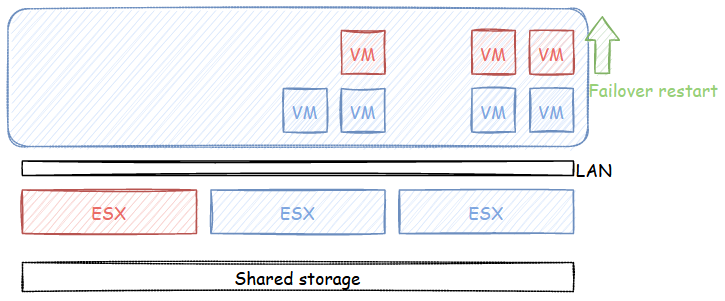 VM VM VM
Failover restart
VM VM VM VM
LAN
ESX ESX ESX
Shared storage